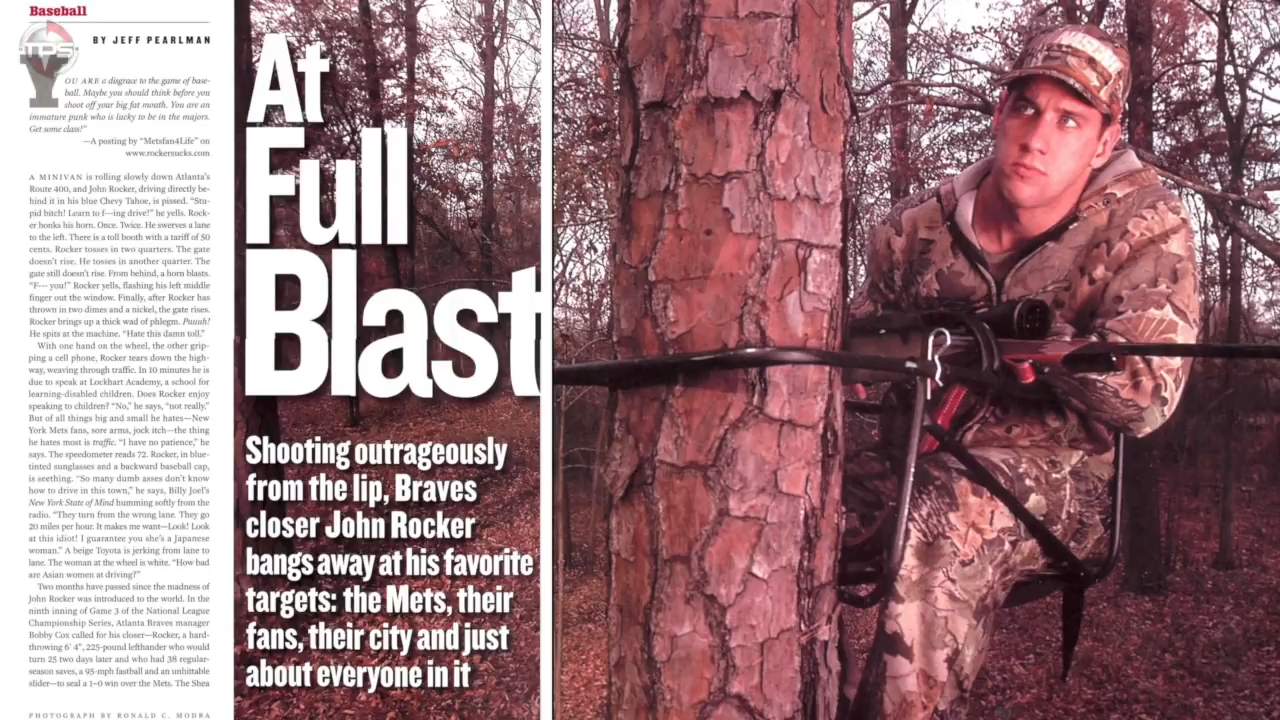 Baseball
BY JEFF PEARLMAN
YOU ARE a disgrace to the game of base-
ball. Maybe you should think before you
shoot off your big fat mouth. You are an
immature punk who is lucky to be in the majors.
Get some class!"
—A posting by "Metsfan4Life" on
www.rockersucks.com
A MINIVAN is rolling slowly down Atlanta's
Route 400, and John Rocker, driving directly be-
hind it in his blue Chevy Tahoe, is pissed. "Stu-
pid bitch! Learn to f---ing drive!" he yells. Rock-
er honks his horn. Once. Twice. He swerves a lane
to the left. There is a toll booth with a tariff of 50
cents. Rocker tosses in two quarters. The gate
doesn't rise. He tosses in another quarter. The
gate still doesn't rise. From behind, a horn blasts.
"F--- you!" Rocker yells, flashing his left middle
finger out the window. Finally, after Rocker has
thrown in two dimes and a nickel, the gate rises.
Rocker brings up a thick wad of phlegm. Puuuh!
He spits at the machine. "Hate this damn toll."
With one hand on the wheel, the other grip-
ping a cell phone, Rocker tears down the high-
way, weaving through traffic. In 10 minutes he is
due to speak at Lockhart Academy, a school for
learning-disabled children. Does Rocker enjoy
speaking to children? "No," he says, "not really."
But of all things big and small he hates—New
York Mets fans, sore arms, jock itch—the thing
he hates most is traffic. "I have no patience," he
says. The speedometer reads 72. Rocker, in blue-
tinted sunglasses and a backward baseball cap,
is seething. "So many dumb asses don't know
how to drive in this town," he says, Billy Joel's
New York State of Mind humming softly from the
radio. "They turn from the wrong lane. They go
20 miles per hour. It makes me want—Look! Look
at this idiot! I guarantee you she's a Japanese
woman." A beige Toyota is jerking from lane to
lane. The woman at the wheel is white. "How bad
are Asian women at driving?"
Two months have passed since the madness of
John Rocker was introduced to the world. In the
ninth inning of Game 3 of the National League
Championship Series, Atlanta Braves manager
Bobby Cox called for his closer—Rocker, a hard-
throwing 6' 4", 225-pound lefthander who would
turn 25 two days later and who had 38 regular-
season saves, a 95-mph fastball and an unhittable
slider—to seal a 1–0 win over the Mets. The Shea
PHOTOGRAPH BY RONALD C. MODRA
At
Full
Blast
Shooting outrageously
from the lip, Braves
closer John Rocker
bangs away at his favorite
targets: the Mets, their
fans, their city and just
about everyone in it